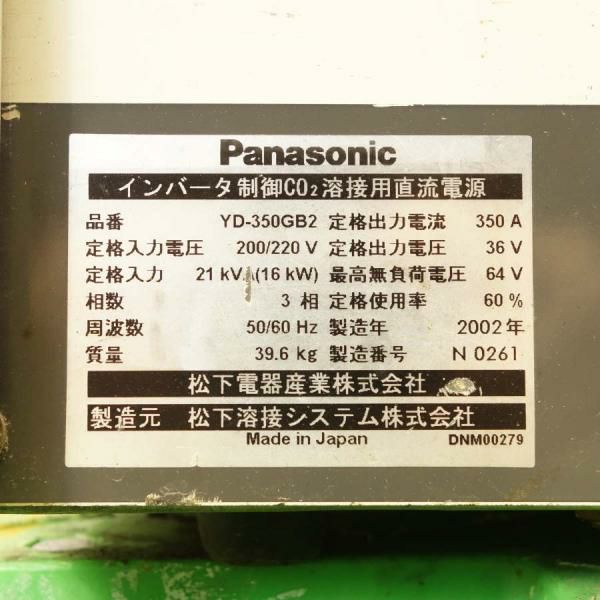 Panasonic
インバータ制御CO₂溶接用直流電源
品番 YD-350GB2 定格出力電流 350 A
定格入力電圧 200/220 V 定格出力電圧 36 V
定格入力 21 kVA(16 kW) 最高無負荷電圧 64 V
相数 3 相 定格使用率 60 %
周波数 50/60 Hz 製造年 2002 年
質量 39.6 kg 製造番号 N 0261
松下電器産業株式会社
製造元 松下溶接システム株式会社
Made in Japan DNM00279